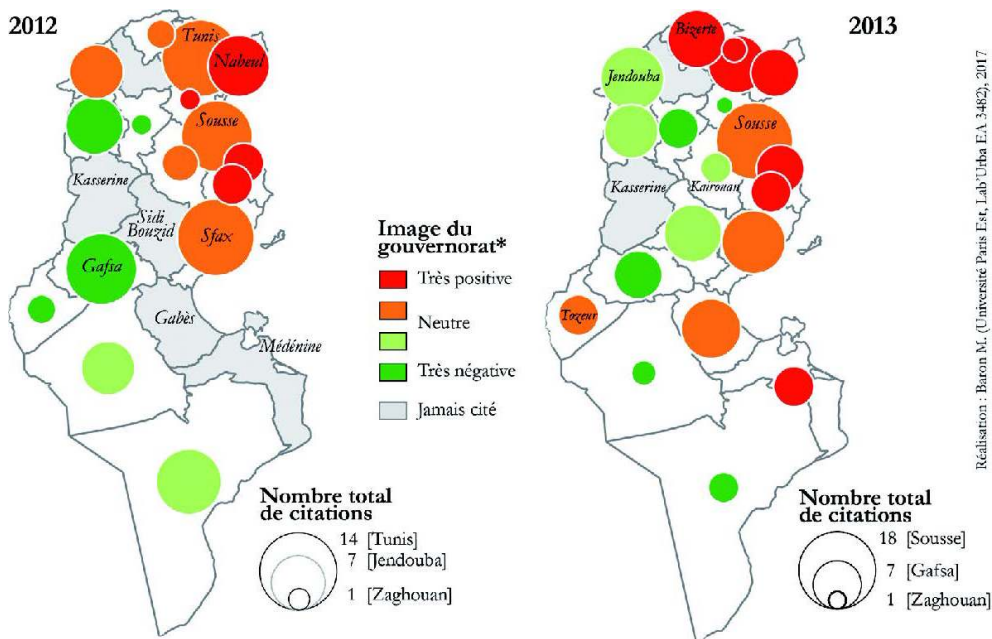 2012
Tunis
Nabeul
Sousse
Kasserine
Sidi
Bouzid
Sfax
Gafsa
Gabès
Médénine
Nombre total
de citations
14 [Tunis]
7 [Jendouba]
1 [Zaghouan]
Image du
gouvernorat*
Très positive
Neutre
Très négative
Jamais cité
2013
Bizerte
Jendouba
Sousse
Kasserine
Kairouan
Tozeur
Nombre total
de citations
18 [Sousse]
7 [Gafsa]
1 [Zaghouan]
Réalisation : Baron M. (Université Paris Est, Lab'Urba EA 3482), 2017